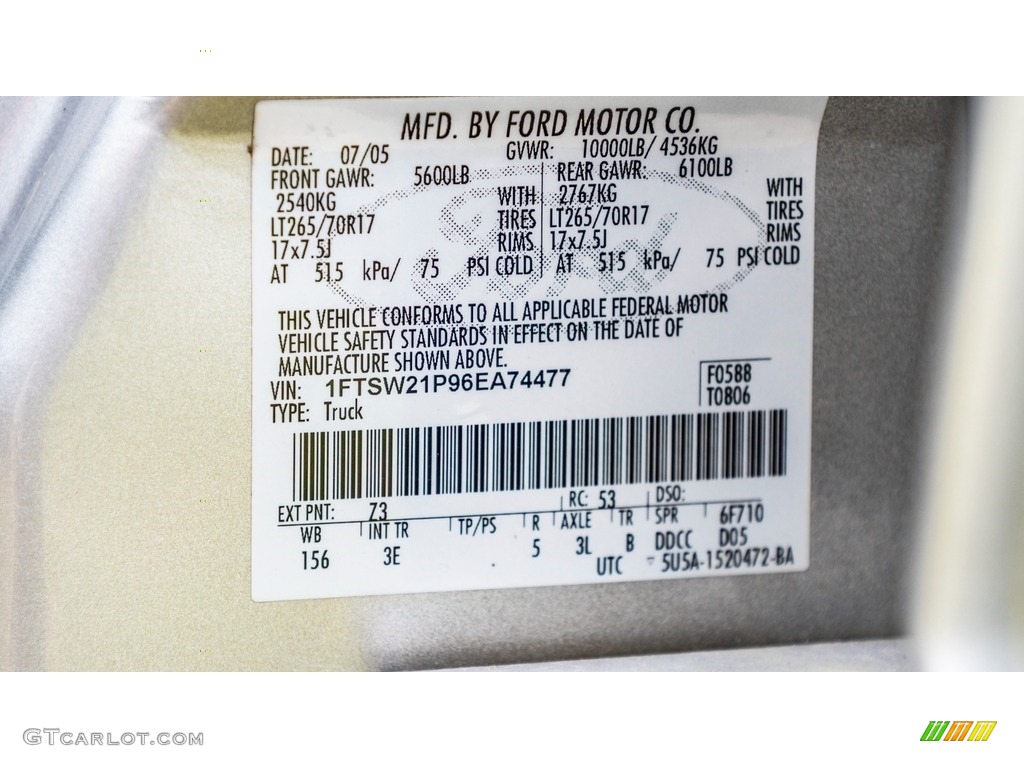 MFD. BY FORD MOTOR CO.
DATE: 07/05 GVWR: 10000LB/ 4536KG
FRONT GAWR: 5600LB REAR GAWR: 6100LB
2540KG WITH 2767KG WITH
LT265/70R17 TIRES LT265/70R17 TIRES
17x7.5J RIMS 17x7.5J RIMS
AT 515 kPa/ 75 PSI COLD AT 515 kPa/ 75 PSI COLD
Ford
THIS VEHICLE CONFORMS TO ALL APPLICABLE FEDERAL MOTOR
VEHICLE SAFETY STANDARDS IN EFFECT ON THE DATE OF
MANUFACTURE SHOWN ABOVE.
VIN: 1FTSW21P96EA74477 F0588
TYPE: Truck T0806
EXT PNT: Z3 RC: 53 DSO:
WB INT TR TP/PS R AXLE TR SPR 6F710
156 3E 5 3L B DDCC D05
UTC 5U5A-1520472-BA
GTCARLOT.COM